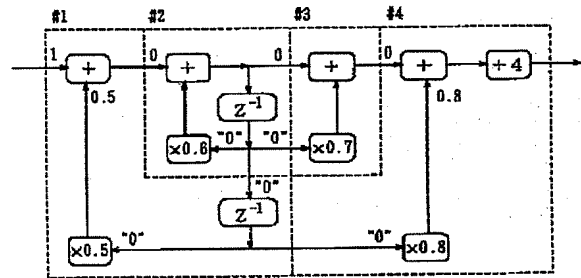 #1 #2 #3 #4
1 + 0 + 0 + 0 + +4
0.5 0.8
Z⁻¹
"0" "0"
×0.6 ×0.7
"0"
Z⁻¹
"0" "0"
×0.5 ×0.8